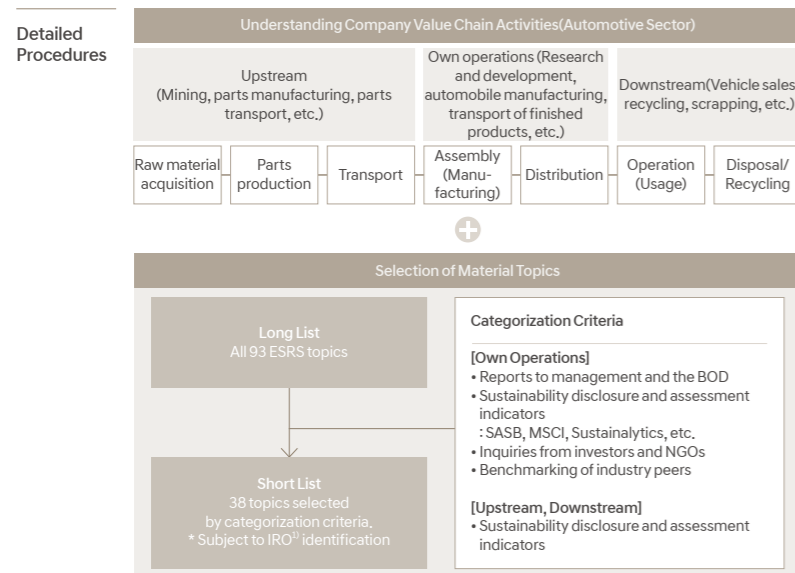 Detailed
Procedures
Understanding Company Value Chain Activities(Automotive Sector)
Upstream
(Mining, parts manufacturing, parts
transport, etc.)
Own operations (Research
and development,
automobile manufacturing,
transport of finished
products, etc.)
Downstream(Vehicle sales
recycling, scrapping, etc.)
Raw material
acquisition
Parts
production
Transport
Assembly
(Manu-
facturing)
Distribution
Operation
(Usage)
Disposal/
Recycling
Selection of Material Topics
Long List
All 93 ESRS topics
Short List
38 topics selected
by categorization criteria.
* Subject to IRO1) identification
Categorization Criteria
[Own Operations]
• Reports to management and the BOD
• Sustainability disclosure and assessment
indicators
: SASB, MSCI, Sustainalytics, etc.
• Inquiries from investors and NGOs
• Benchmarking of industry peers
[Upstream, Downstream]
• Sustainability disclosure and assessment
indicators